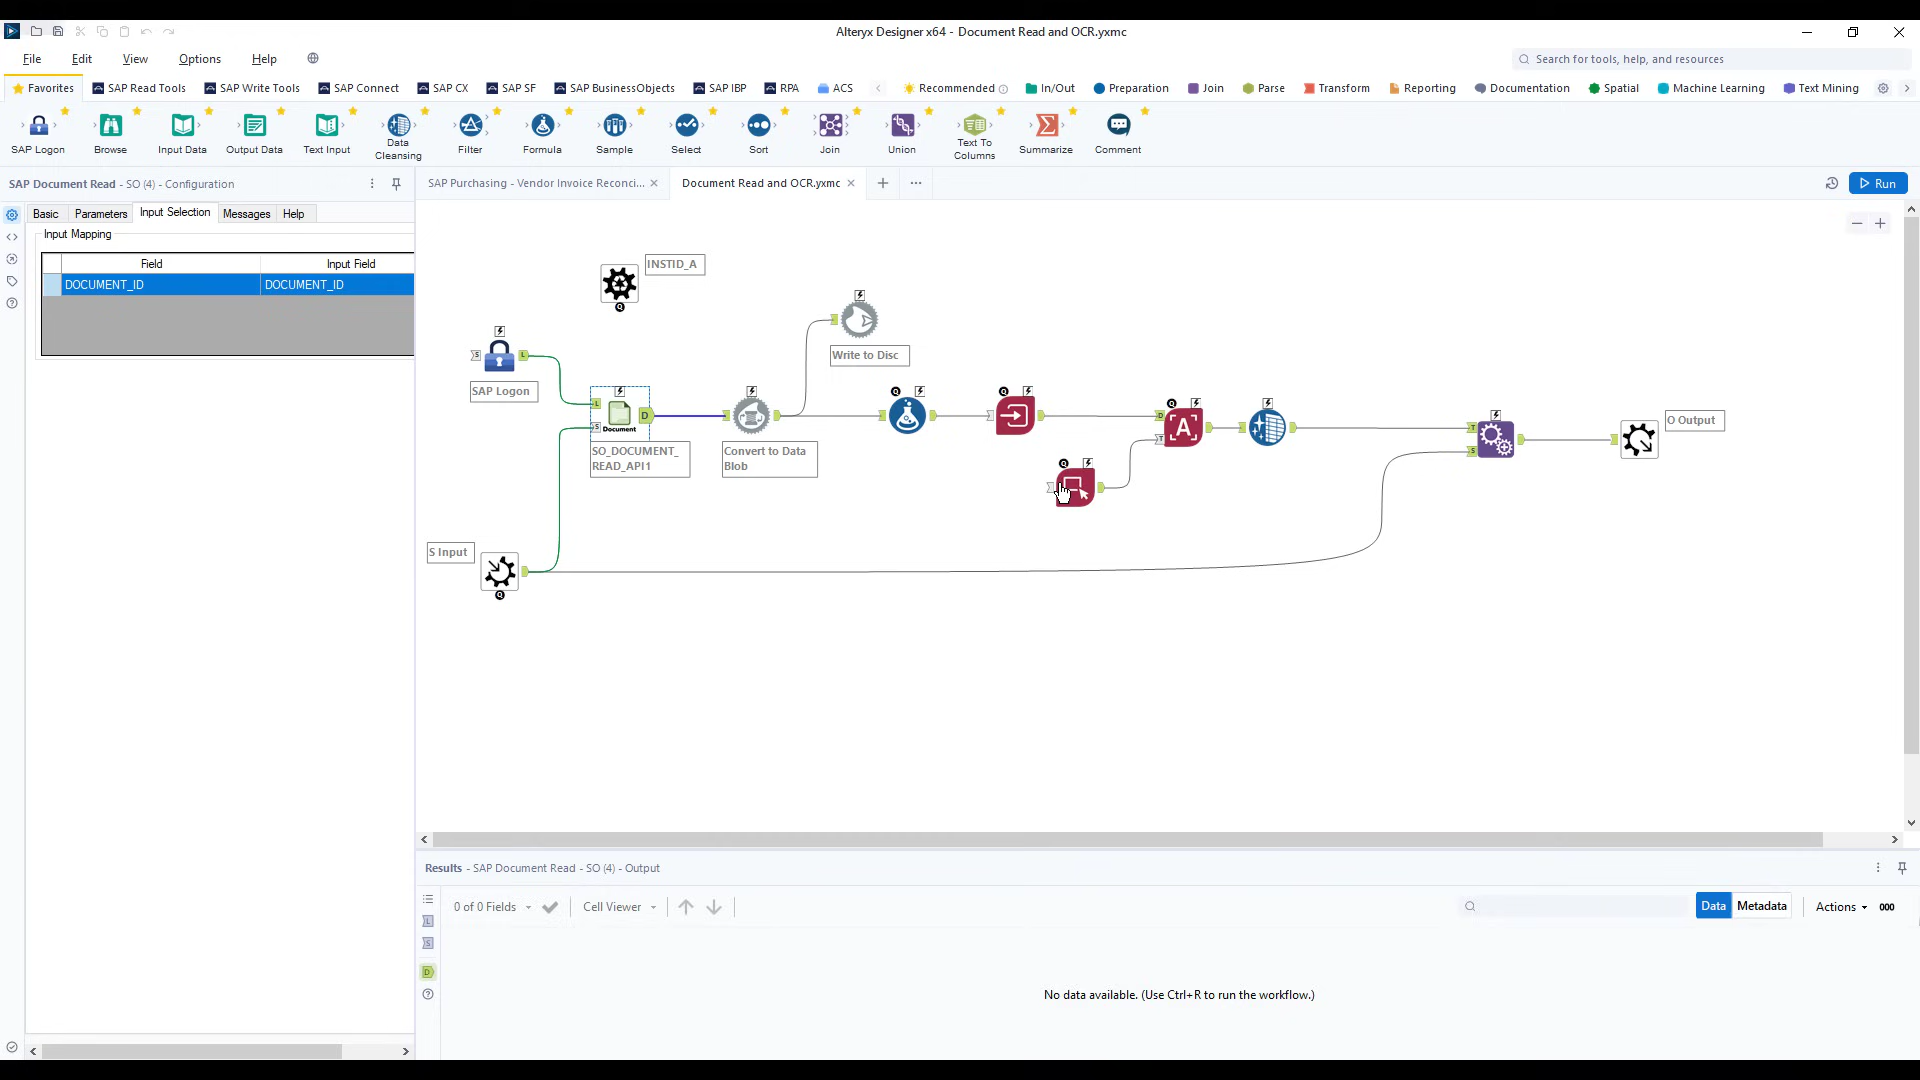 Alteryx Designer x64 - Document Read and OCR.yxmc
File Edit View Options Help
Search for tools, help, and resources
Favorites SAP Read Tools SAP Write Tools SAP Connect SAP CX SAP SF SAP BusinessObjects SAP IBP RPA ACS Recommended In/Out Preparation Join Parse Transform Reporting Documentation Spatial Machine Learning Text Mining
SAP Logon Browse Input Data Output Data Text Input Data Cleansing Filter Formula Sample Select Sort Join Union Text To Columns Summarize Comment
SAP Document Read - SO (4) - Configuration
SAP Purchasing - Vendor Invoice Reconci...
Document Read and OCR.yxmc
Run
Basic Parameters Input Selection Messages Help
Input Mapping
Field Input Field
DOCUMENT_ID DOCUMENT_ID
INSTID_A
Write to Disc
SAP Logon
L
L
S
S
D
Document
SO_DOCUMENT_
READ_API1
Convert to Data
Blob
D
T
A
T
S
O Output
S Input
Results - SAP Document Read - SO (4) - Output
0 of 0 Fields Cell Viewer Data Metadata Actions 000
L
S
D
No data available. (Use Ctrl+R to run the workflow.)